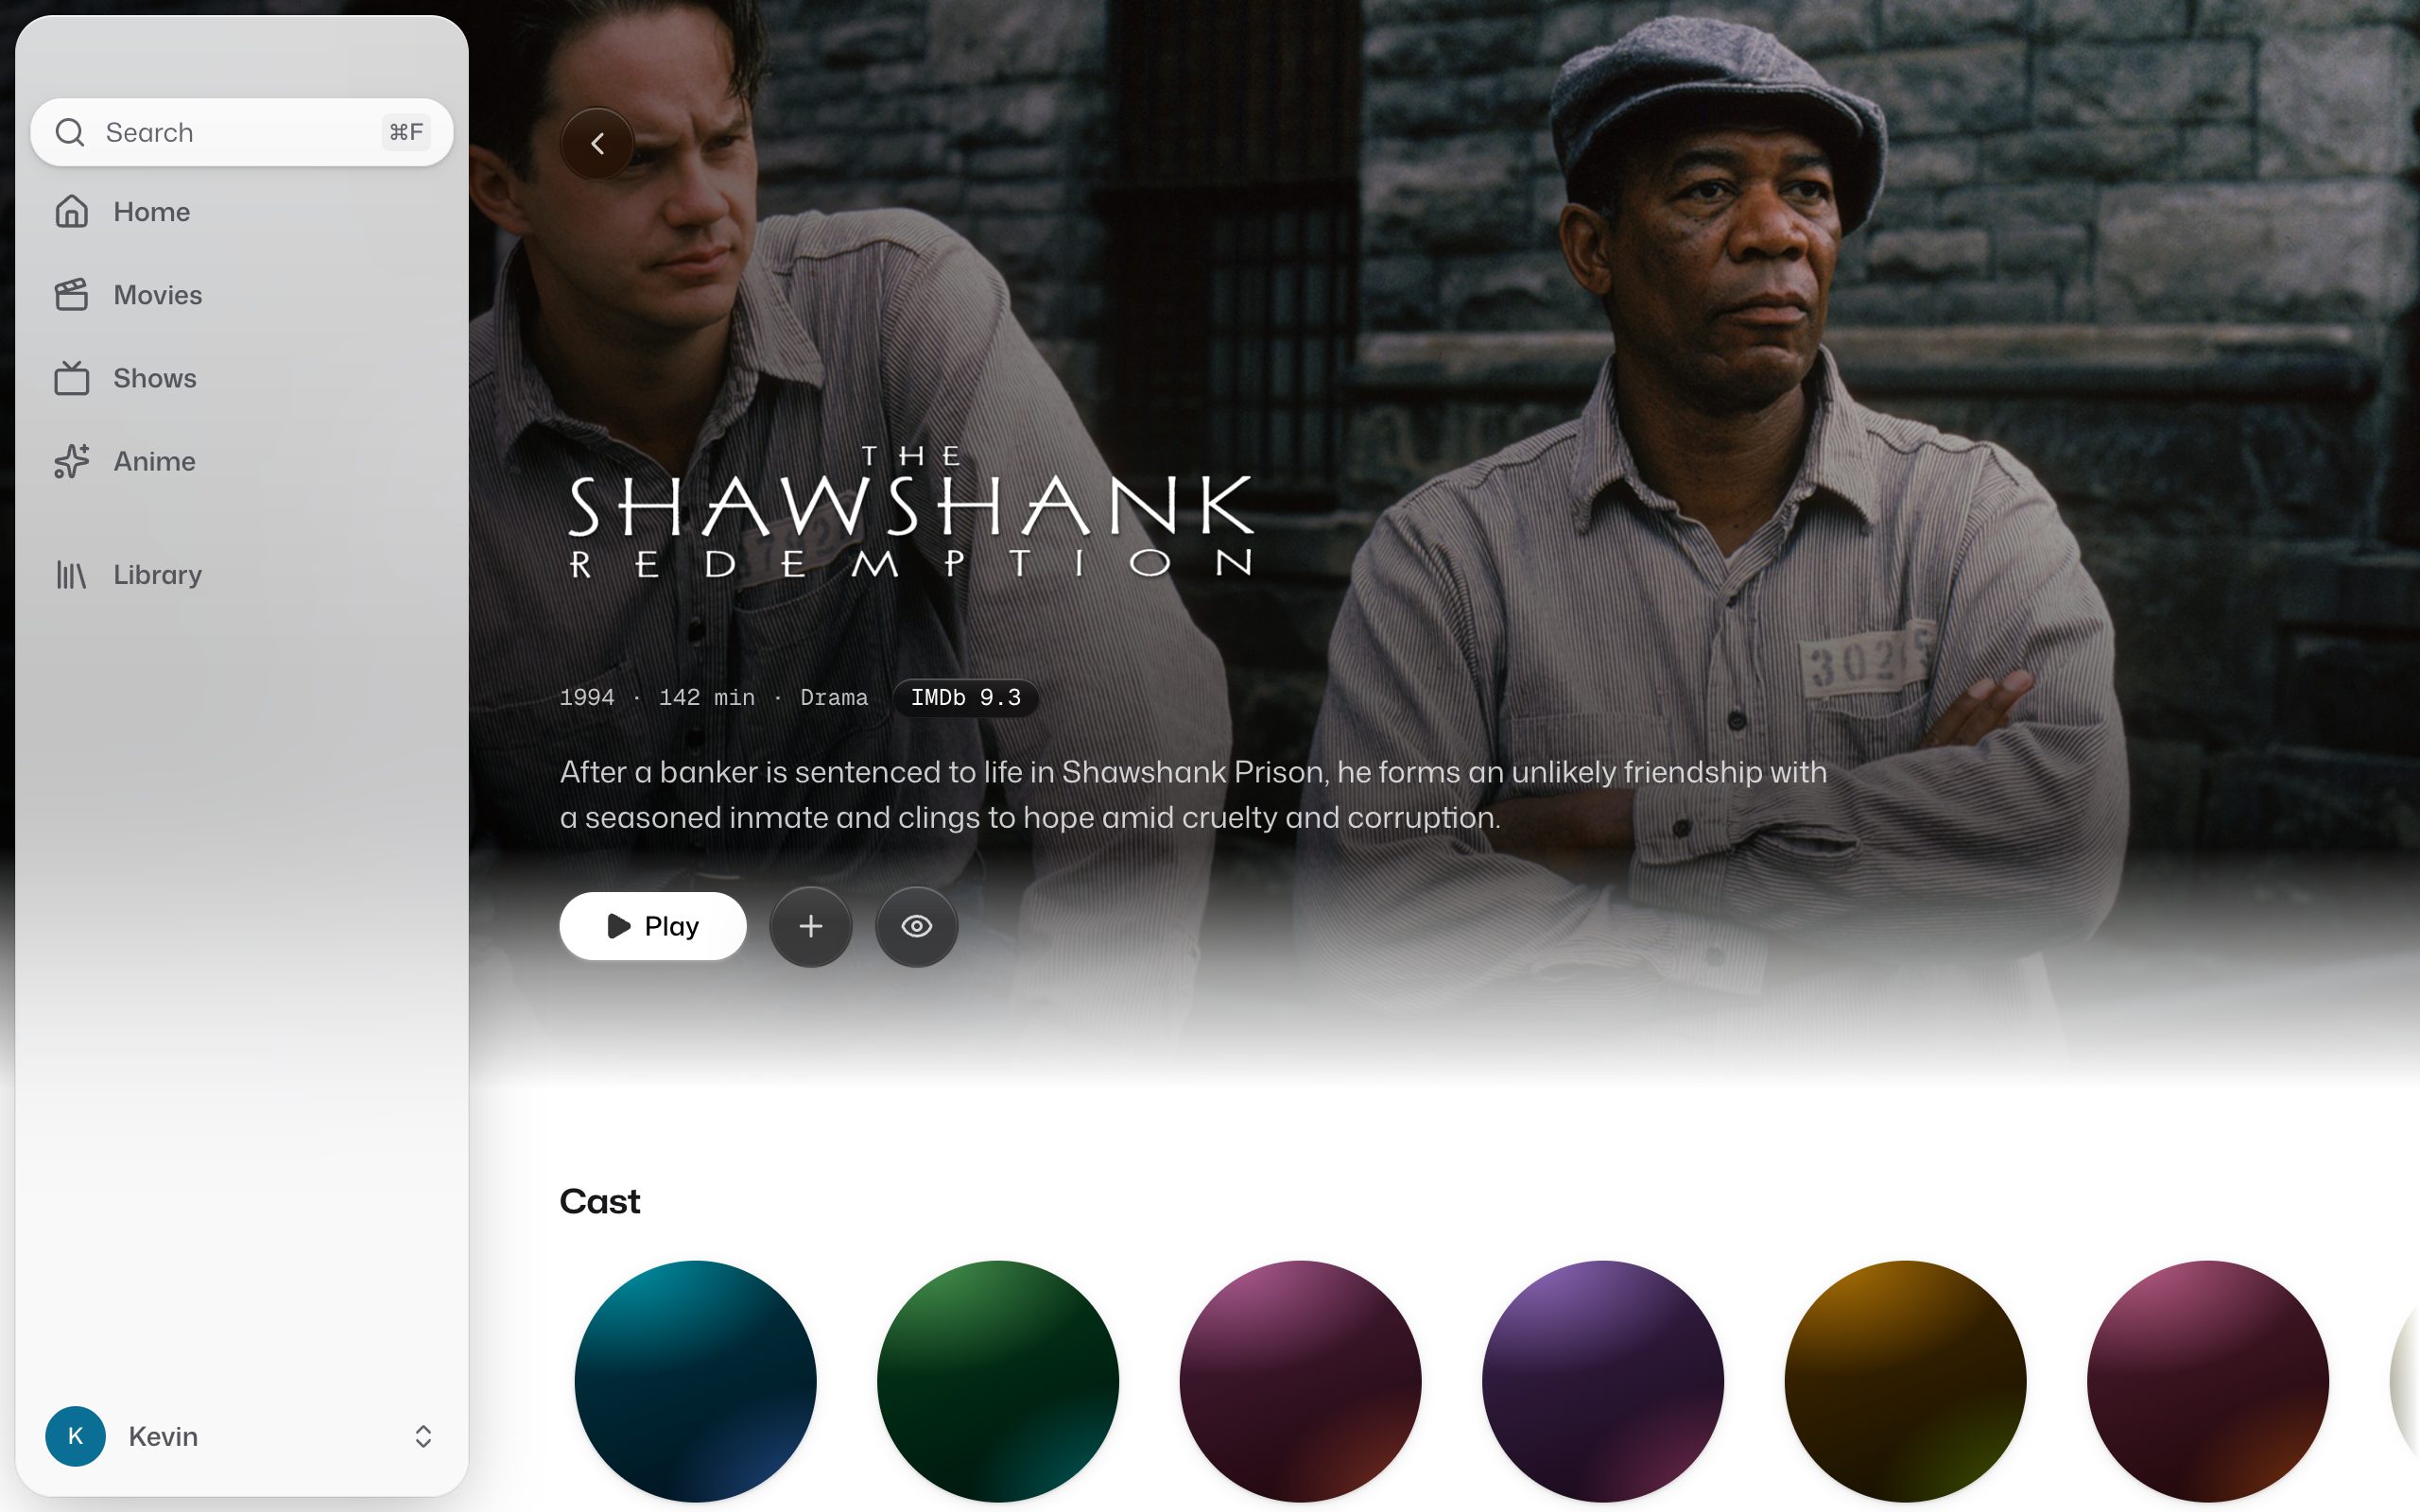 Search
⌘F
Home
Movies
Shows
Anime
Library
THE
SHAWSHANK
REDEMPTION
1994 · 142 min · Drama IMDb 9.3
After a banker is sentenced to life in Shawshank Prison, he forms an unlikely friendship with
a seasoned inmate and clings to hope amid cruelty and corruption.
Play
Cast
K
Kevin